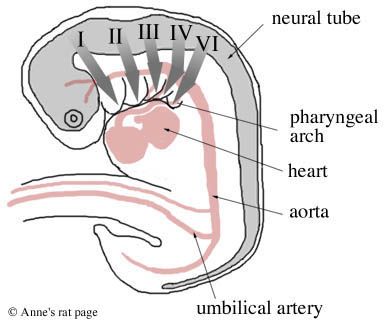 neural tube
I II III IV VI
pharyngeal
arch
heart
aorta
umbilical artery
© Anne's rat page